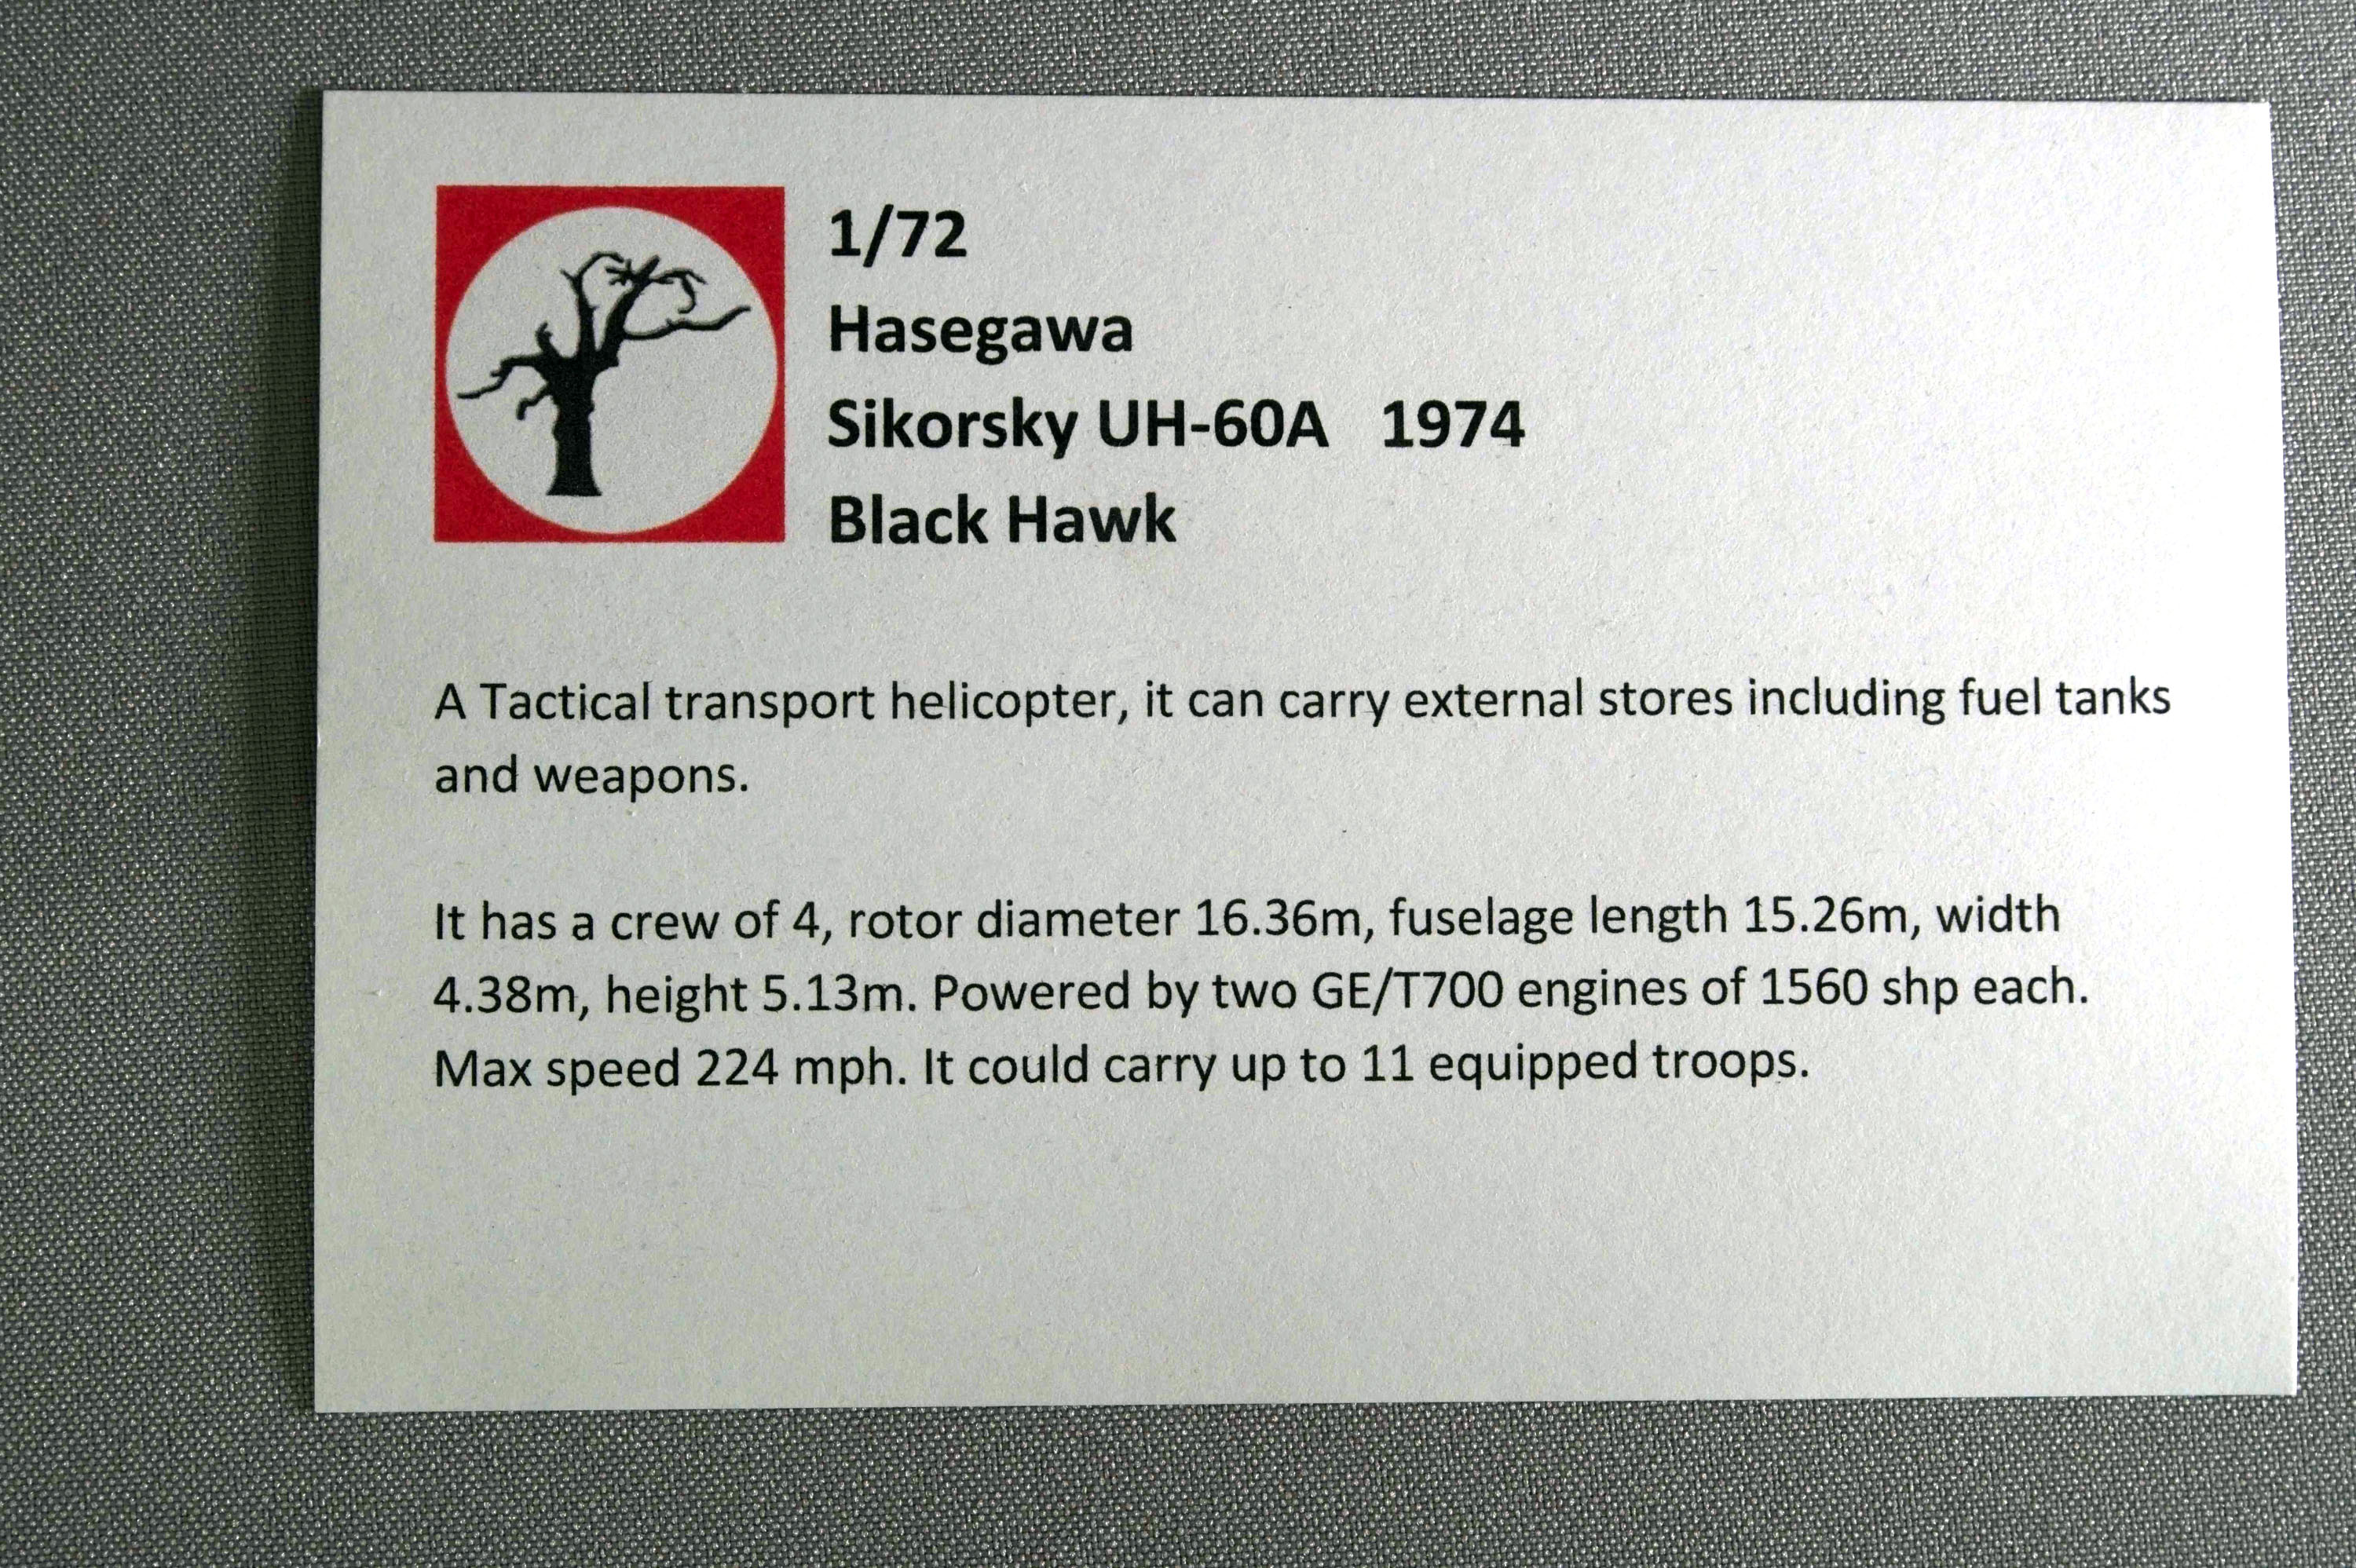 1/72
Hasegawa
Sikorsky UH-60A 1974
Black Hawk
A Tactical transport helicopter, it can carry external stores including fuel tanks
and weapons.
It has a crew of 4, rotor diameter 16.36m, fuselage length 15.26m, width
4.38m, height 5.13m. Powered by two GE/T700 engines of 1560 shp each.
Max speed 224 mph. It could carry up to 11 equipped troops.